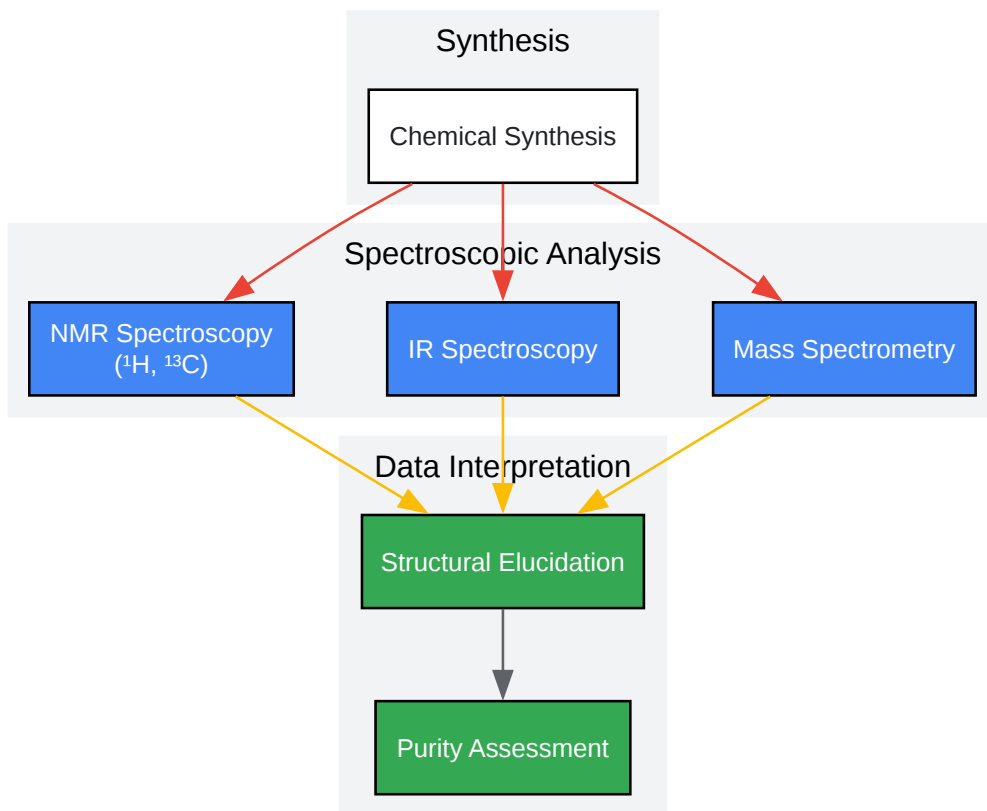 Synthesis
Chemical Synthesis
Spectroscopic Analysis
NMR Spectroscopy
(¹H, ¹³C)
IR Spectroscopy
Mass Spectrometry
Data Interpretation
Structural Elucidation
Purity Assessment